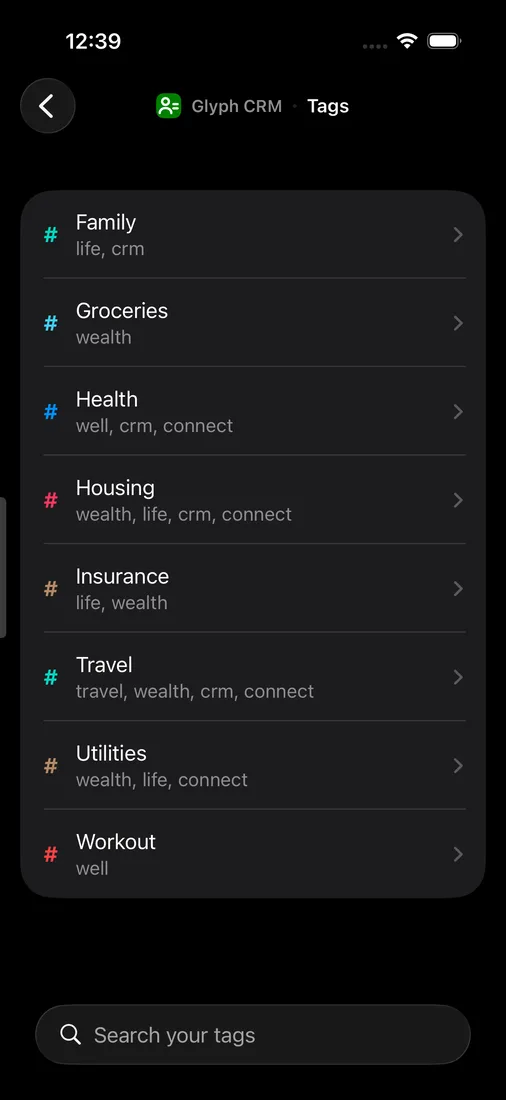 12:39
Glyph CRM · Tags
# Family
life, crm
# Groceries
wealth
# Health
well, crm, connect
# Housing
wealth, life, crm, connect
# Insurance
life, wealth
# Travel
travel, wealth, crm, connect
# Utilities
wealth, life, connect
# Workout
well
Search your tags